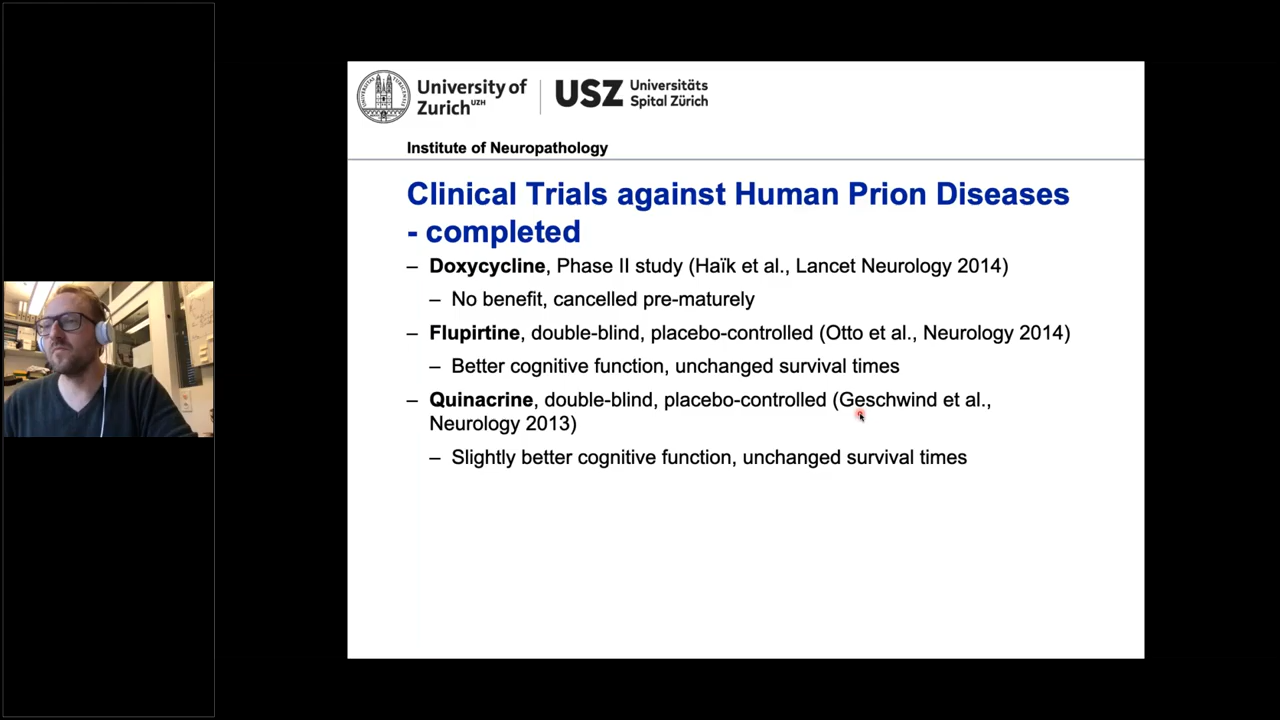 University of
Zurich UZH
USZ Universitäts
Spital Zürich
Institute of Neuropathology
Clinical Trials against Human Prion Diseases
- completed
– Doxycycline, Phase II study (Haïk et al., Lancet Neurology 2014)
– No benefit, cancelled pre-maturely
– Flupirtine, double-blind, placebo-controlled (Otto et al., Neurology 2014)
– Better cognitive function, unchanged survival times
– Quinacrine, double-blind, placebo-controlled (Geschwind et al.,
Neurology 2013)
– Slightly better cognitive function, unchanged survival times